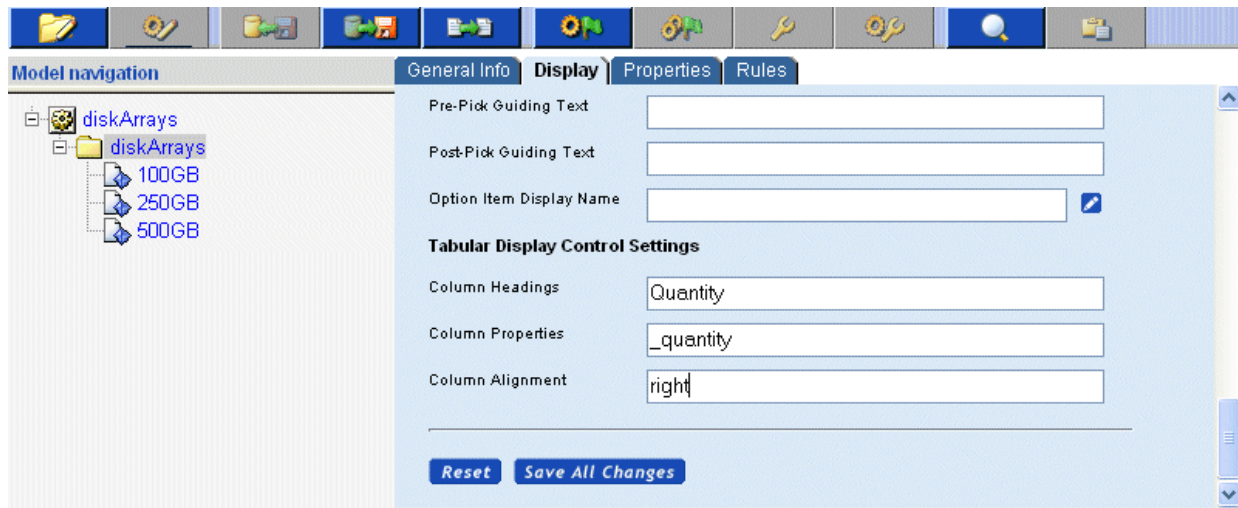 Model navigation
General Info Display Properties Rules
diskArrays
diskArrays
100GB
250GB
500GB
Pre-Pick Guiding Text
Post-Pick Guiding Text
Option Item Display Name
Tabular Display Control Settings
Column Headings Quantity
Column Properties _quantity
Column Alignment right
Reset Save All Changes